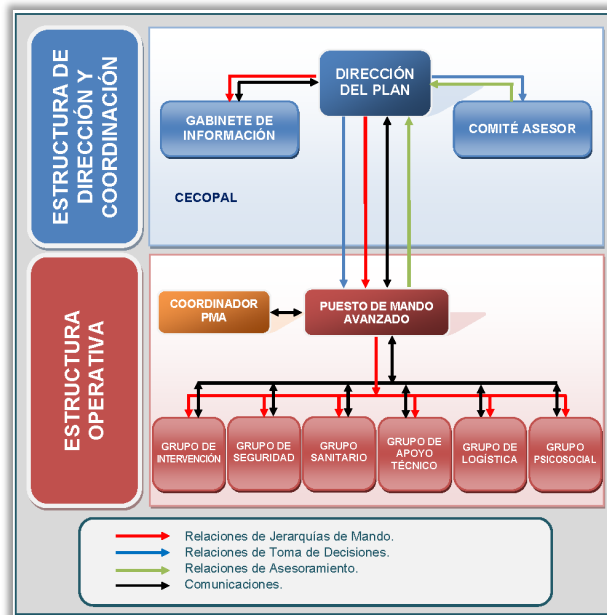 ESTRUCTURA DE
DIRECCIÓN Y
COORDINACIÓN
DIRECCIÓN
DEL PLAN
GABINETE DE
INFORMACIÓN
COMITÉ ASESOR
CECOPAL
ESTRUCTURA
OPERATIVA
COORDINADOR
PMA
PUESTO DE MANDO
AVANZADO
GRUPO DE
INTERVENCIÓN
GRUPO DE
SEGURIDAD
GRUPO
SANITARIO
GRUPO DE
APOYO
TÉCNICO
GRUPO DE
LOGÍSTICA
GRUPO
PSICOSOCIAL
Relaciones de Jerarquías de Mando.
Relaciones de Toma de Decisiones.
Relaciones de Asesoramiento.
Comunicaciones.